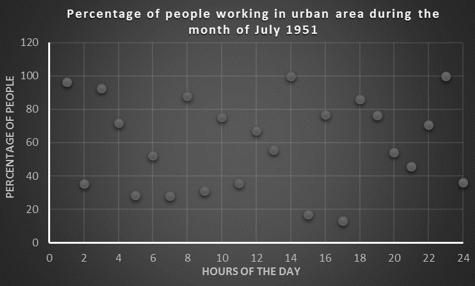 Percentage of people working in urban area during the
month of July 1951
PERCENTAGE OF PEOPLE
120
100
80
60
40
20
0
0 2 4 6 8 10 12 14 16 18 20 22 24
HOURS OF THE DAY